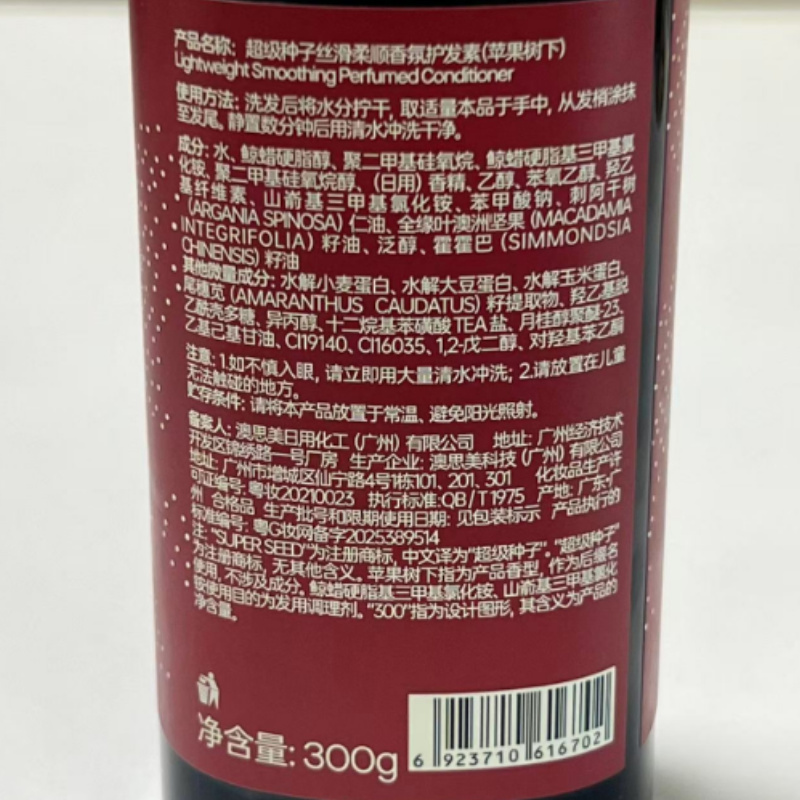 产品名称：超级种子丝滑柔顺香氛护发素(苹果树下)
Lightweight Smoothing Perfumed Conditioner
使用方法：洗发后将水分拧干，取适量本品于手中，从发梢涂抹
至发尾。静置数分钟后用清水冲洗干净。
成分：水、鲸蜡硬脂醇、聚二甲基硅氧烷、鲸蜡硬脂基三甲基氯
化铵、聚二甲基硅氧烷醇、（日用）香精、乙醇、苯氧乙醇、羟乙
基纤维素、山嵛基三甲基氯化铵、苯甲酸钠、刺阿干树
（ARGANIA SPINOSA）仁油、全缘叶澳洲坚果（MACADAMIA
INTEGRIFOLIA）籽油、泛醇、霍霍巴（SIMMONDSIA
CHINENSIS）籽油
其他微量成分：水解小麦蛋白、水解大豆蛋白、水解玉米蛋白、
尾穗苋（AMARANTHUS CAUDATUS）籽提取物、羟乙基脱
乙酰壳多糖、异丙醇、十二烷基苯磺酸TEA盐、月桂醇聚醚-23、
乙基己基甘油、CI19140、CI16035、1,2-戊二醇、对羟基苯乙酮
注意：1.如不慎入眼，请立即用大量清水冲洗；2.请放置在儿童
无法触碰的地方。
贮存条件：请将本产品放置于常温、避免阳光照射。
备案人：澳思美日用化工（广州）有限公司 地址：广州经济技术
开发区锦绣路一号厂房 生产企业：澳思美科技（广州）有限公司
地址：广州市增城区仙宁路4号1栋101, 201, 301 化妆品生产许
可证编号：粤妆20210023 执行标准:QB/T1975 产地：广东·广
州 合格品 生产批号和限期使用日期：见包装标示 产品执行的
标准编号：粤G妆网备字2025389514
注：“SUPER SEED”为注册商标，中文译为“超级种子”。“超级种子”
为注册商标，无其他含义。苹果树下指为产品香型，作为后缀名
使用，不涉及成分。鲸蜡硬脂基三甲基氯化铵、山嵛基三甲基氯化
铵使用目的为发用调理剂。“300”指为设计图形，其含义为产品的
净含量。
净含量：300g
6 923710 616702